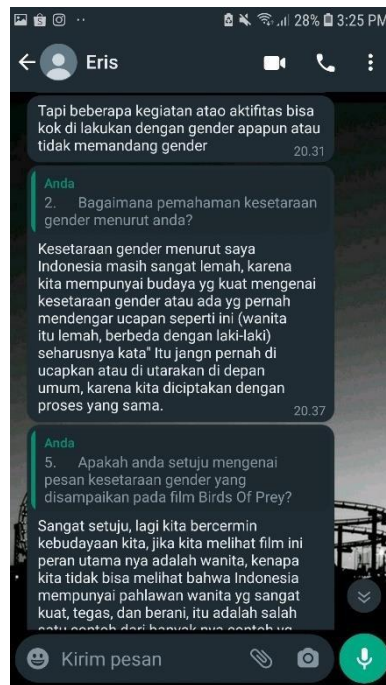 28% 3:25 PM
Eris
Tapi beberapa kegiatan atao aktifitas bisa
kok di lakukan dengan gender apapun atau
tidak memandang gender
20.31
Anda
2. Bagaimana pemahaman kesetaraan
gender menurut anda?
Kesetaraan gender menurut saya
Indonesia masih sangat lemah, karena
kita mempunyai budaya yg kuat mengenai
kesetaraan gender atau ada yg pernah
mendengar ucapan seperti ini (wanita
itu lemah, berbeda dengan laki-laki)
seharusnya kata" Itu jangn pernah di
ucapkan atau di utarakan di depan
umum, karena kita diciptakan dengan
proses yang sama.
20.37
Anda
5. Apakah anda setuju mengenai
pesan kesetaraan gender yang
disampaikan pada film Birds Of Prey?
Sangat setuju, lagi kita bercermin
kebudayaan kita, jika kita melihat film ini
peran utama nya adalah wanita, kenapa
kita tidak bisa melihat bahwa Indonesia
mempunyai pahlawan wanita yg sangat
kuat, tegas, dan berani, itu adalah salah
satu contoh dari banyak nya contoh yg
Kirim pesan